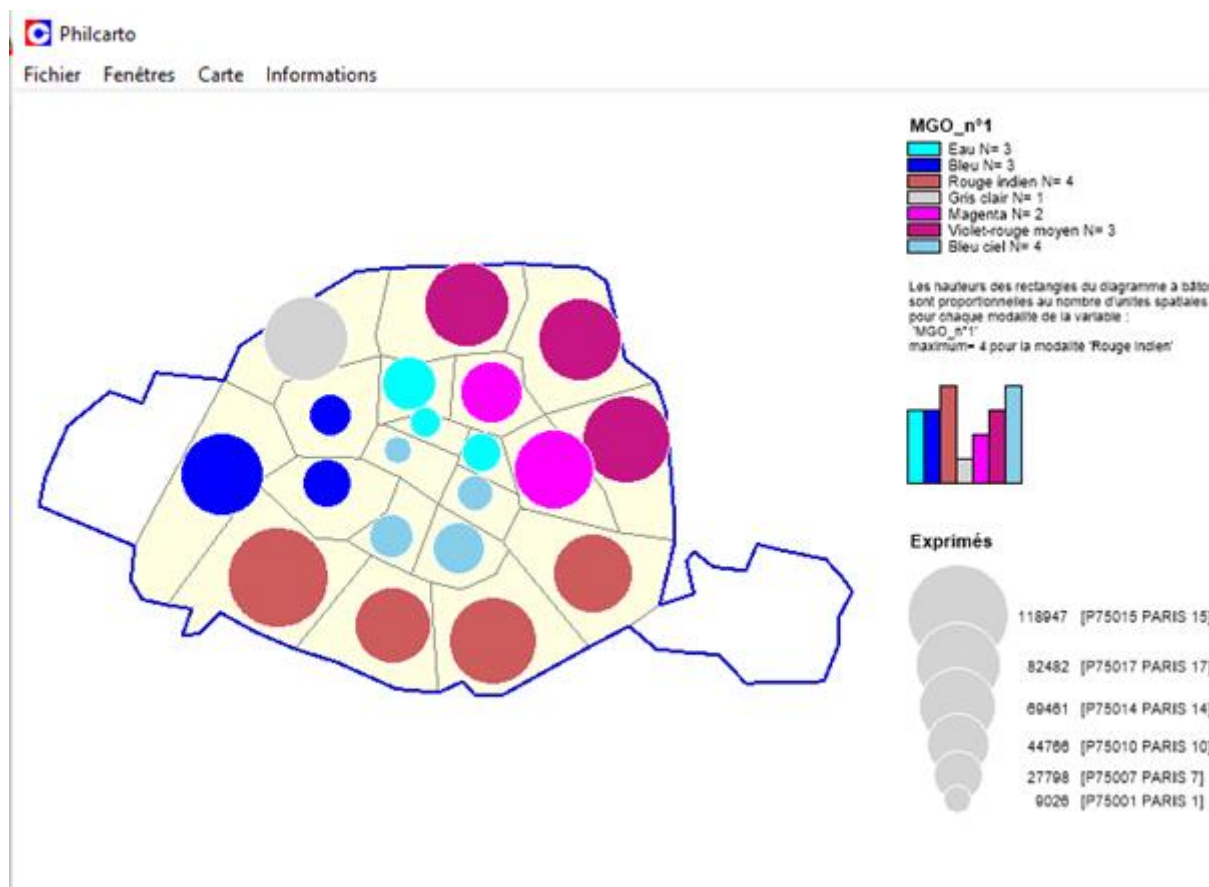 Philcarto
Fichier Fenêtres Carte Informations
MGO_n°1
Eau N= 3
Bleu N= 3
Rouge indien N= 4
Gris clair N= 1
Magenta N= 2
Violet-rouge moyen N= 3
Bleu ciel N= 4
Les hauteurs des rectangles du diagramme à bâto
sont proportionnelles au nombre d'unités spatiales
pour chaque modalité de la variable :
'MGO_n°1'
maximum= 4 pour la modalité 'Rouge indien'
Exprimés
118947 [P75015 PARIS 15]
82482 [P75017 PARIS 17]
69461 [P75014 PARIS 14]
44766 [P75010 PARIS 10]
27798 [P75007 PARIS 7]
9026 [P75001 PARIS 1]